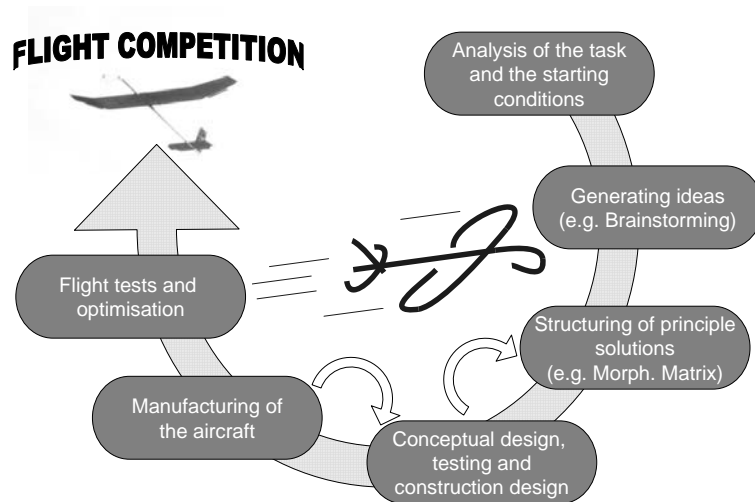 FLIGHT COMPETITION
Analysis of the task
and the starting
conditions
Generating ideas
(e.g. Brainstorming)
Structuring of principle
solutions
(e.g. Morph. Matrix)
Conceptual design,
testing and
construction design
Manufacturing of
the aircraft
Flight tests and
optimisation